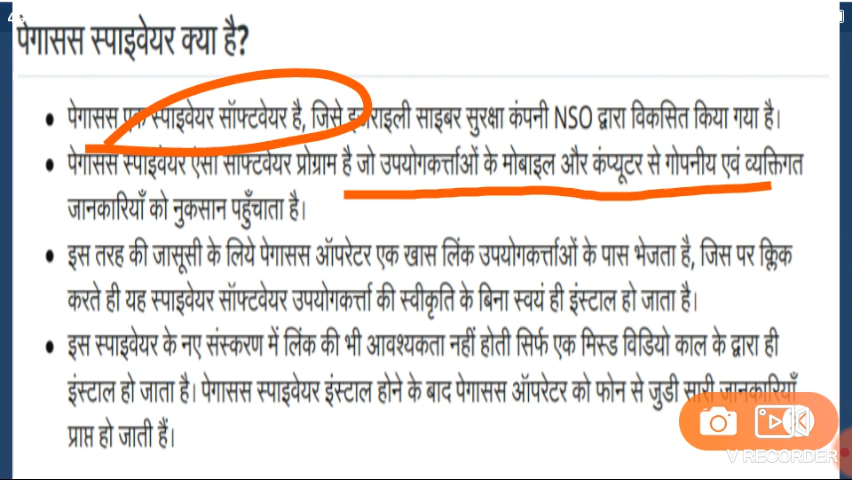 पेगासस स्पाइवेयर क्या है?
पेगासस एक स्पाइवेयर सॉफ्टवेयर है, जिसे इजराइली साइबर सुरक्षा कंपनी NSO द्वारा विकसित किया गया है।
पेगासस स्पाइवेयर ऐसा सॉफ्टवेयर प्रोग्राम है जो उपयोगकर्त्ताओं के मोबाइल और कंप्यूटर से गोपनीय एवं व्यक्तिगत
जानकारियाँ को नुकसान पहुँचाता है।
इस तरह की जासूसी के लिये पेगासस ऑपरेटर एक खास लिंक उपयोगकर्त्ताओं के पास भेजता है, जिस पर क्लिक
करते ही यह स्पाइवेयर सॉफ्टवेयर उपयोगकर्त्ता की स्वीकृति के बिना स्वयं ही इंस्टाल हो जाता है।
इस स्पाइवेयर के नए संस्करण में लिंक की भी आवश्यकता नहीं होती सिर्फ एक मिस्ड विडियो काल के द्वारा ही
इंस्टाल हो जाता है। पेगासस स्पाइवेयर इंस्टाल होने के बाद पेगासस ऑपरेटर को फोन से जुडी सारी जानकारियाँ
प्राप्त हो जाती हैं।
V RECORDER